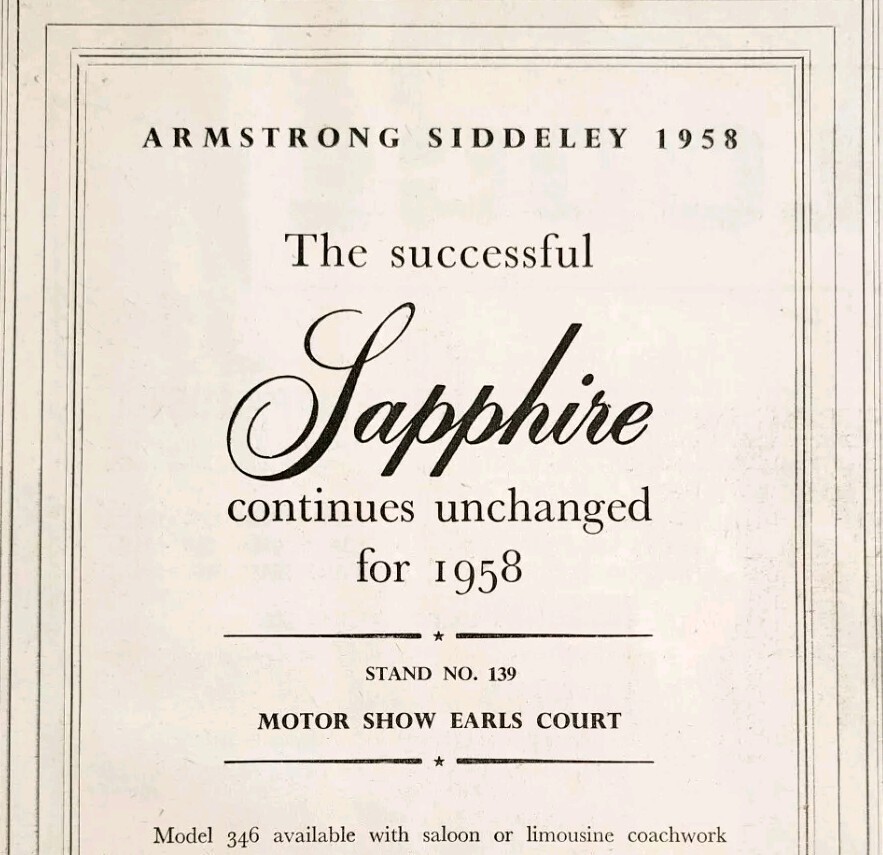 ARMSTRONG SIDDELEY 1958
The successful
Sapphire
continues unchanged
for 1958
STAND NO. 139
MOTOR SHOW EARLS COURT
Model 346 available with saloon or limousine coachwork